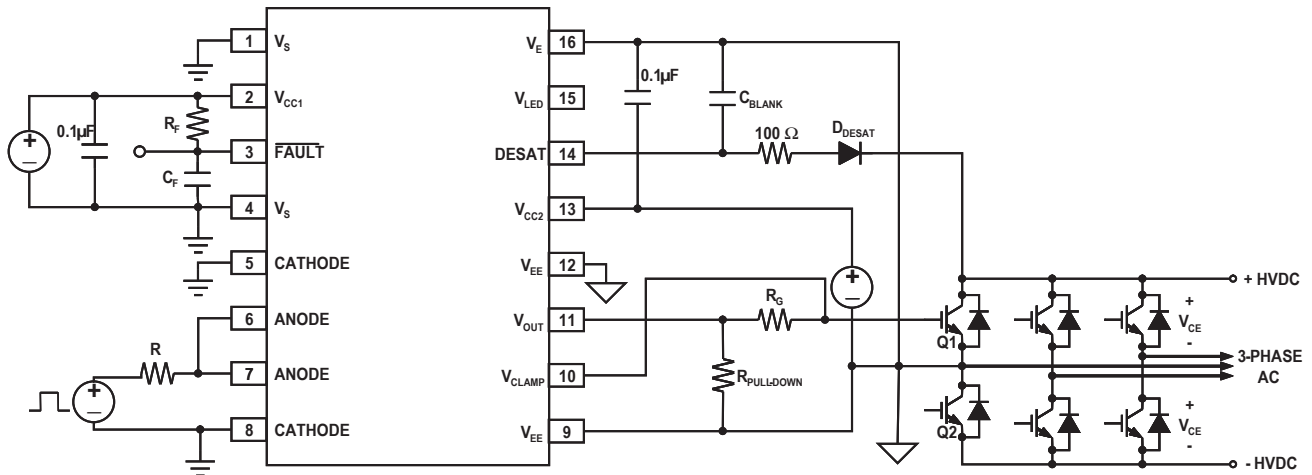 1 V_S
2 V_CC1
3 FAULT
4 V_S
5 CATHODE
6 ANODE
7 ANODE
8 CATHODE
V_E 16
V_LED 15
DESAT 14
V_CC2 13
V_EE 12
V_OUT 11
V_CLAMP 10
V_EE 9
0.1µF
R_F
C_F
+
–
R
+
–
0.1µF
C_BLANK
100 Ω
D_DESAT
+
–
R_G
R_PULL-DOWN
Q1
Q2
+ HVDC
+
V_CE
-
3-PHASE
AC
+
V_CE
-
- HVDC